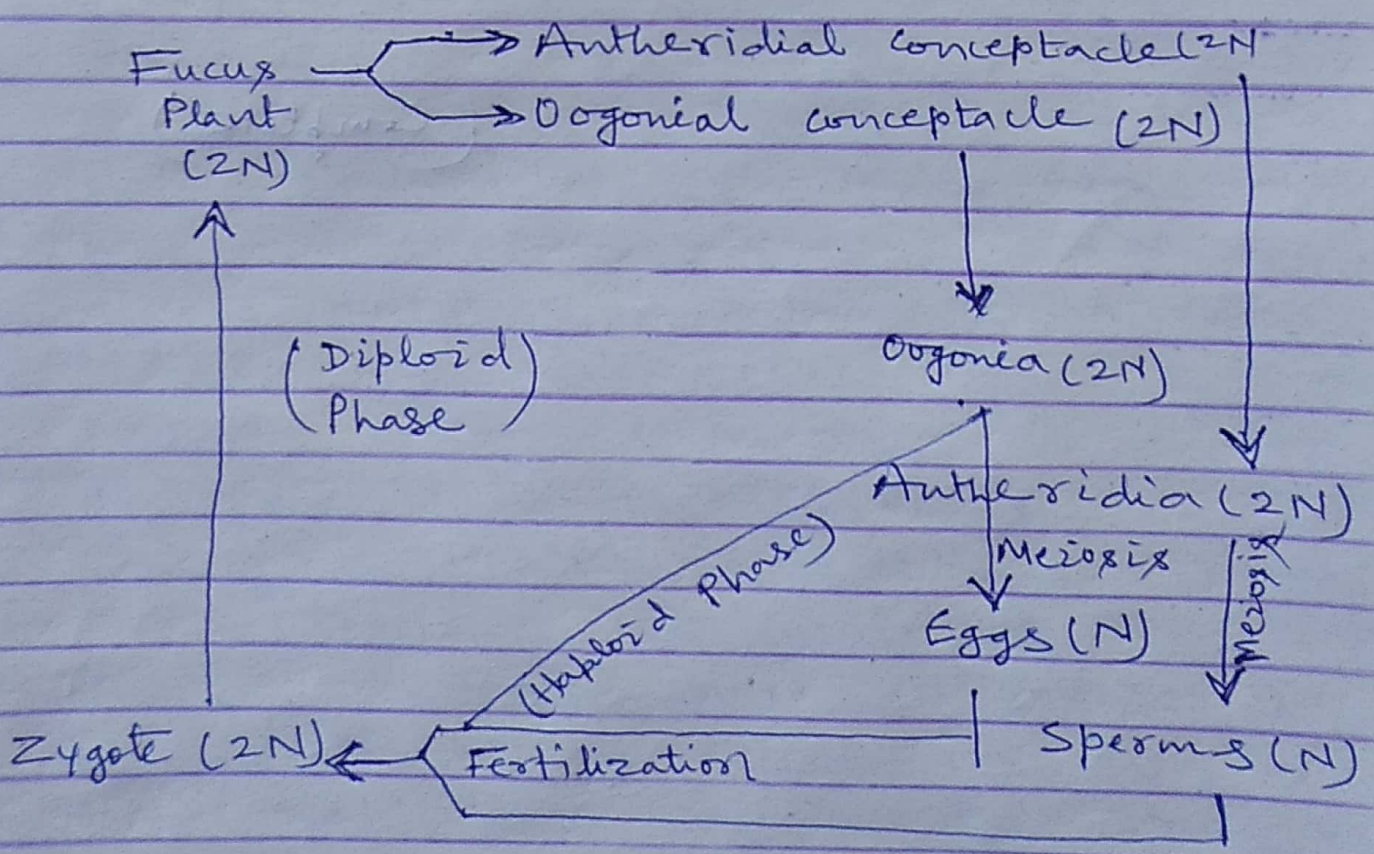 Fucus
Plant
(2N)
Antheridial conceptacle (2N
Oogonial conceptacle (2N)
(Diploid
Phase)
Oogonia (2N)
Antheridia (2N)
Meiosis
Meiosis
(Haploid Phase)
Eggs (N)
Zygote (2N)
Fertilization
Sperms (N)